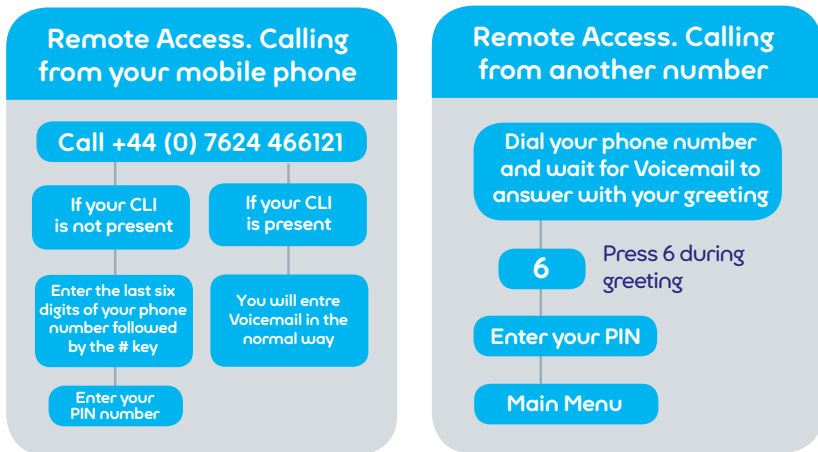 Remote Access. Calling
from your mobile phone
Call +44 (0) 7624 466121
If your CLI
is not present
Enter the last six
digits of your phone
number followed
by the # key
Enter your
PIN number
If your CLI
is present
You will entre
Voicemail in the
normal way
Remote Access. Calling
from another number
Dial your phone number
and wait for Voicemail to
answer with your greeting
6
Press 6 during
greeting
Enter your PIN
Main Menu